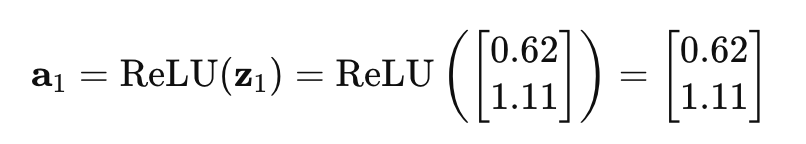 a₁ = ReLU(z₁) = ReLU ([0.62 1.11]) = [0.62 1.11]